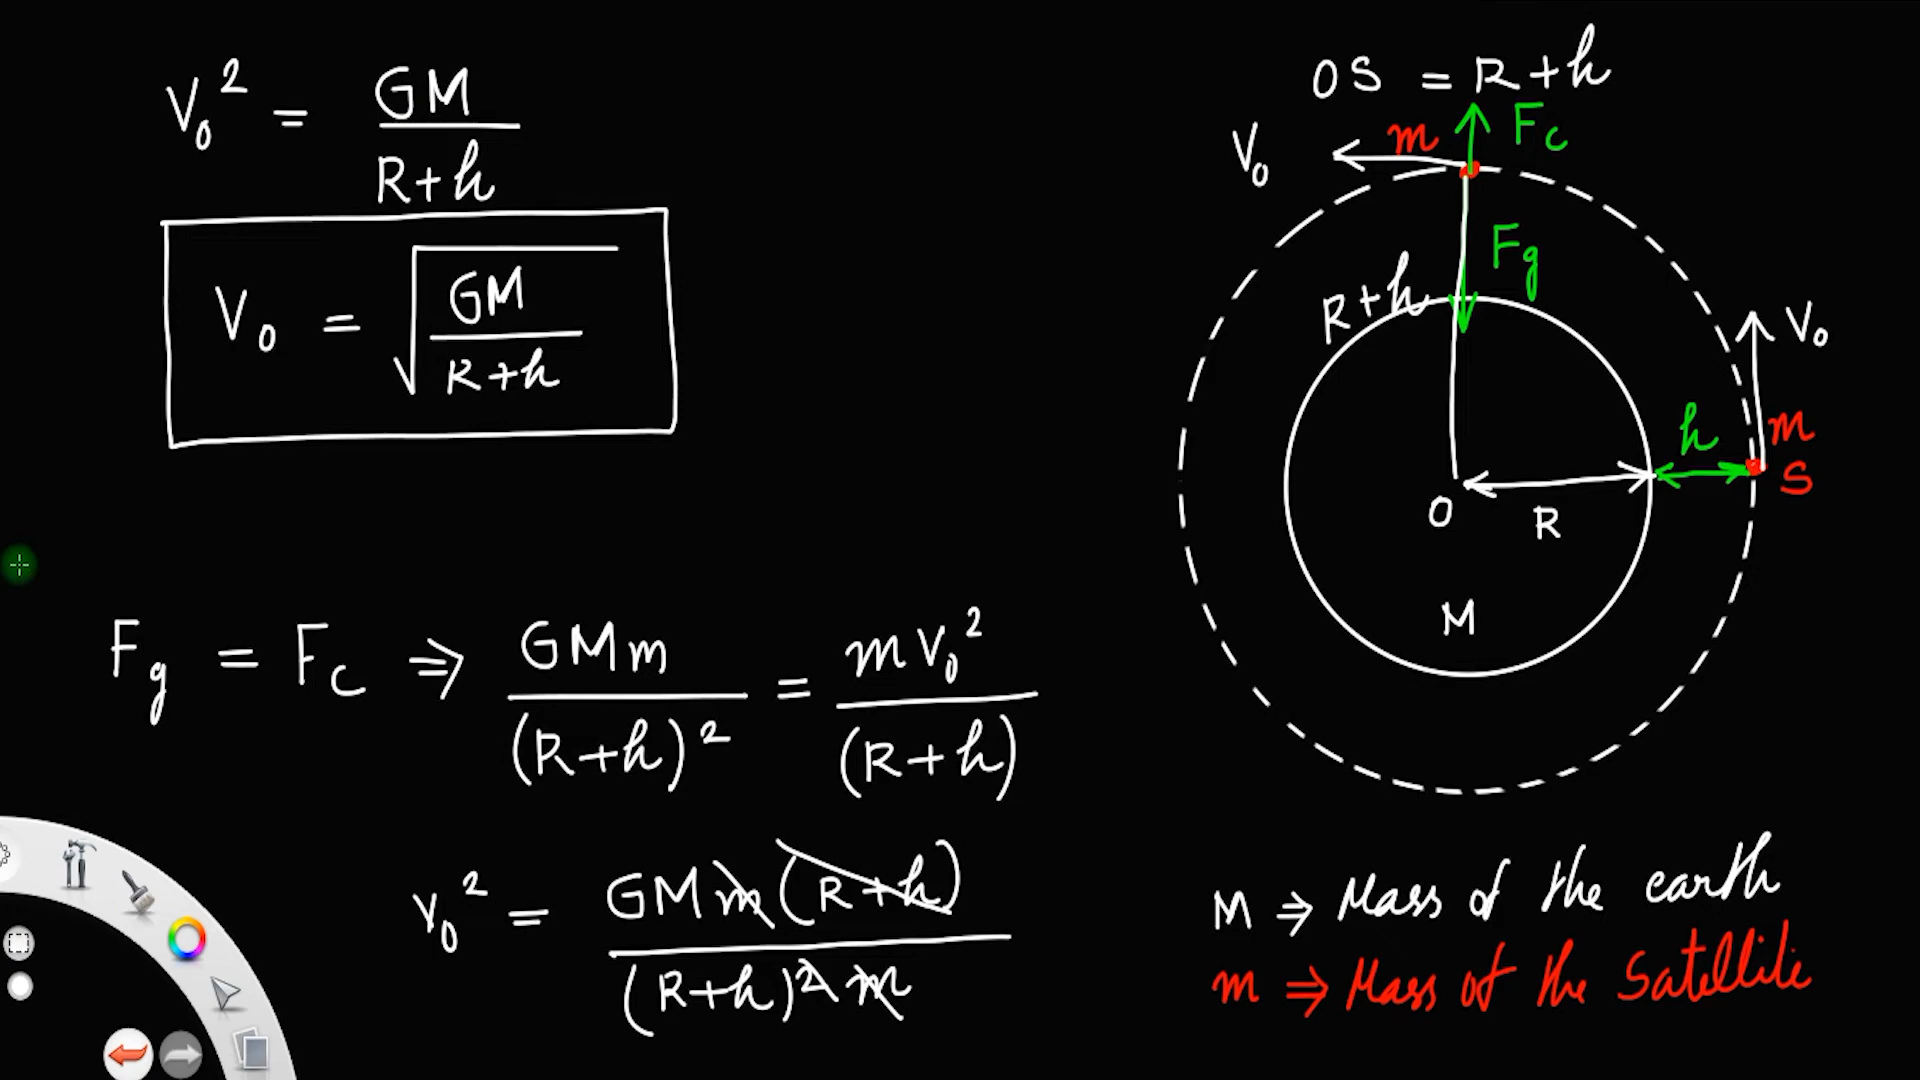 V₀² = GM / R+h
V₀ = √(GM / R+h)
Fg = Fc ⇒ GMm / (R+h)² = mV₀² / (R+h)
V₀² = GMm(R+h) / (R+h)²m
OS = R+h
V₀
m
Fc
Fg
R+h
V₀
h
m
S
O
R
M
M ⇒ Mass of the earth
m ⇒ Mass of the Satellite